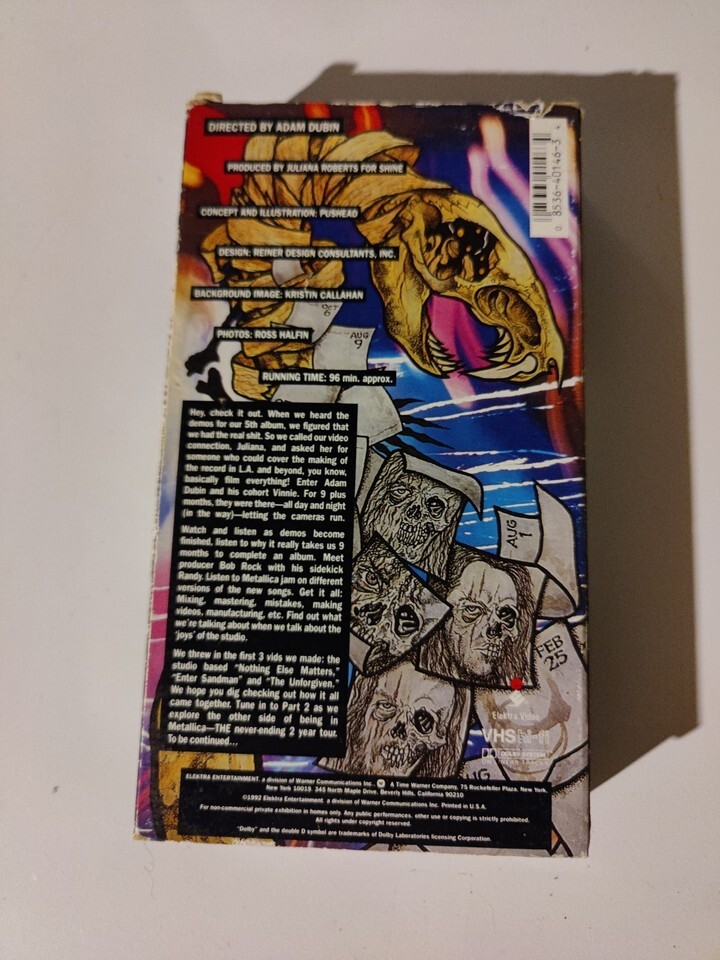 DIRECTED BY ADAM DUBIN
PRODUCED BY JULIANA ROBERTS FOR SHINE
CONCEPT AND ILLUSTRATION: PUSHEAD
DESIGN: REINER DESIGN CONSULTANTS, INC.
BACKGROUND IMAGE: KRISTIN CALLAHAN
PHOTOS: ROSS HALFIN
RUNNING TIME: 96 min. approx.
0 8536-40146-3 4
OCT
6
AUG
9
Hey, check it out. When we heard the
demos for our 5th album, we figured that
we had the real shit. So we called our video
connection, Juliana, and asked her for
someone who could cover the making of
the record in L.A. and beyond, you know,
basically film everything! Enter Adam
Dubin and his cohort Vinnie. For 9 plus
months, they were there—all day and night
(in the way)—letting the cameras run.
Watch and listen as demos become
finished, listen to why it really takes us 9
months to complete an album. Meet
producer Bob Rock with his sidekick
Randy. Listen to Metallica jam on different
versions of the new songs. Get it all:
Mixing, mastering, mistakes, making
videos, manufacturing, etc. Find out what
we're talking about when we talk about the
'joys' of the studio.
We threw in the first 3 vids we made: the
studio based "Nothing Else Matters,"
"Enter Sandman" and "The Unforgiven."
We hope you dig checking out how it all
came together. Tune in to Part 2 as we
explore the other side of being in
Metallica—THE never-ending 2 year tour.
To be continued...
AUG
1
FEB
25
Elektra Video
VHS hi-fi
DOLBY SYSTEM
UG
ELEKTRA ENTERTAINMENT, a division of Warner Communications Inc. A Time Warner Company, 75 Rockefeller Plaza, New York,
New York 10019. 345 North Maple Drive, Beverly Hills, California 90210
©1992 Elektra Entertainment, a division of Warner Communications Inc. Printed in U.S.A.
For non-commercial private exhibition in homes only. Any public performances, other use or copying is strictly prohibited.
All rights under copyright reserved.
"Dolby" and the double D symbol are trademarks of Dolby Laboratories licensing Corporation